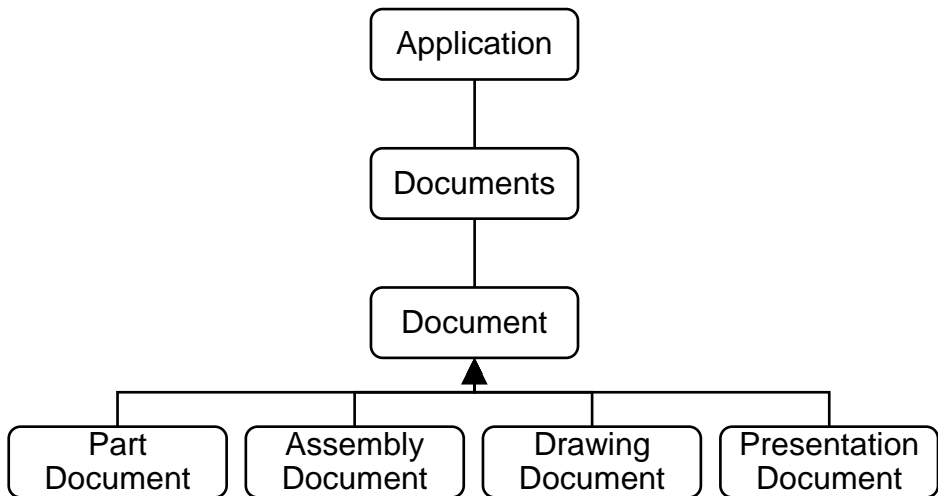 Application
Documents
Document
Part
Document
Assembly
Document
Drawing
Document
Presentation
Document